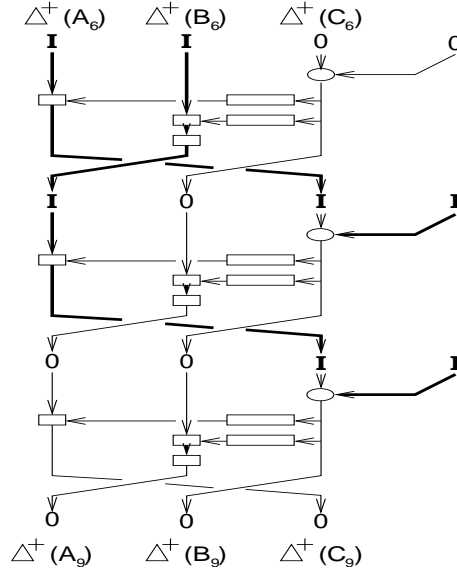 △⁺(A₆) △⁺(B₆) △⁺(C₆)
I I 0 0
I 0 I I
0 0 I I
0 0 0
△⁺(A₉) △⁺(B₉) △⁺(C₉)